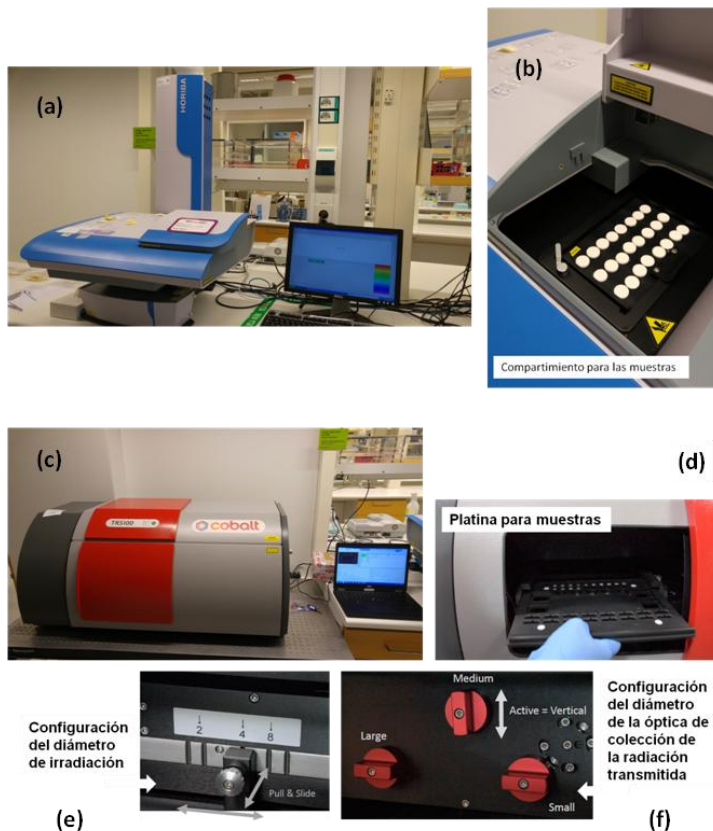 (a)
HORIBA
(b)
Compartimiento para las muestras
(c)
TRS100
cobalt
(d)
Platina para muestras
Configuración
del diámetro
de irradiación
2
4
8
Pull & Slide
(e)
Medium
Active = Vertical
Large
Small
Configuración
del diámetro
de la óptica de
colección de
la radiación
transmitida
(f)